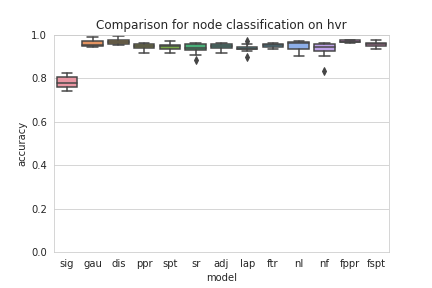 Comparison for node classification on hvr
1.0
0.8
0.6
0.4
0.2
0.0
accuracy
sig gau dis ppr spt sr adj lap ftr nl nf fppr fspt
model